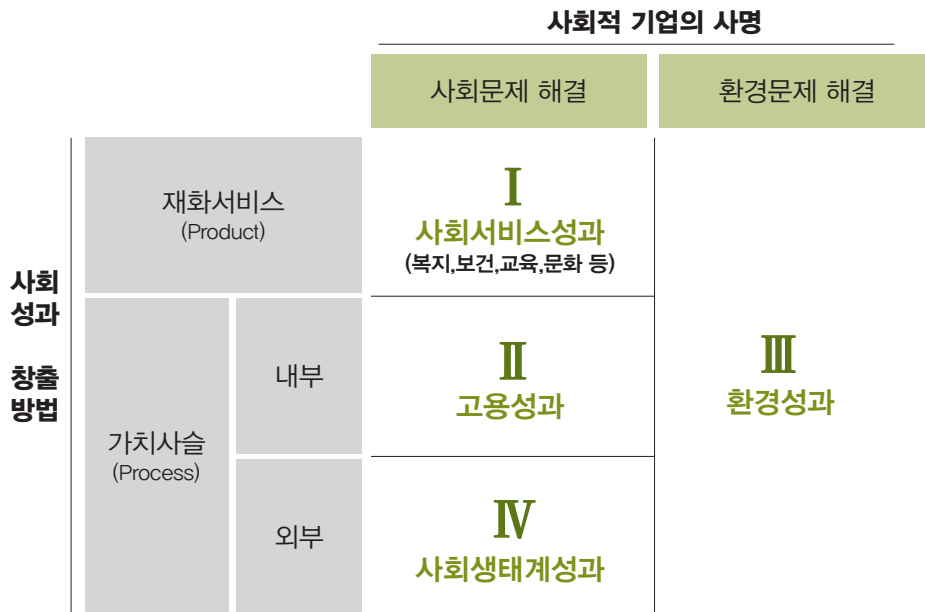 사회적 기업의 사명
사회문제 해결
환경문제 해결
사회
성과
창출
방법
재화서비스
(Product)
Ⅰ
사회서비스성과
(복지,보건,교육,문화 등)
가치사슬
(Process)
내부
Ⅱ
고용성과
Ⅲ
환경성과
외부
Ⅳ
사회생태계성과